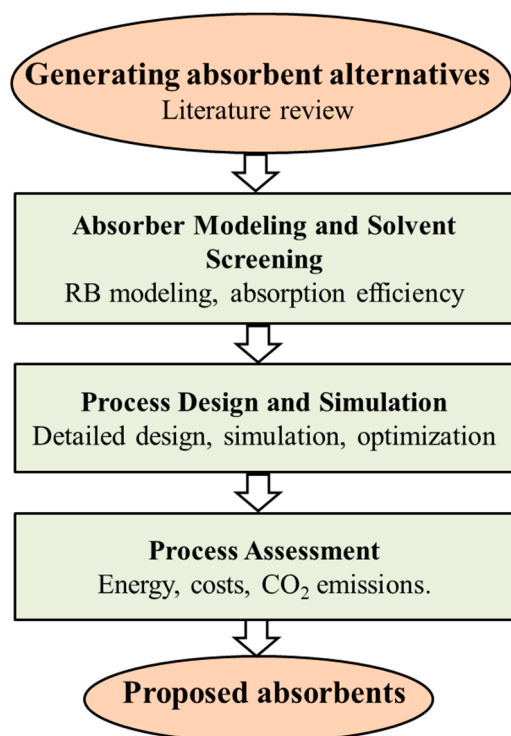 Generating absorbent alternatives
Literature review
Absorber Modeling and Solvent
Screening
RB modeling, absorption efficiency
Process Design and Simulation
Detailed design, simulation, optimization
Process Assessment
Energy, costs, CO₂ emissions.
Proposed absorbents